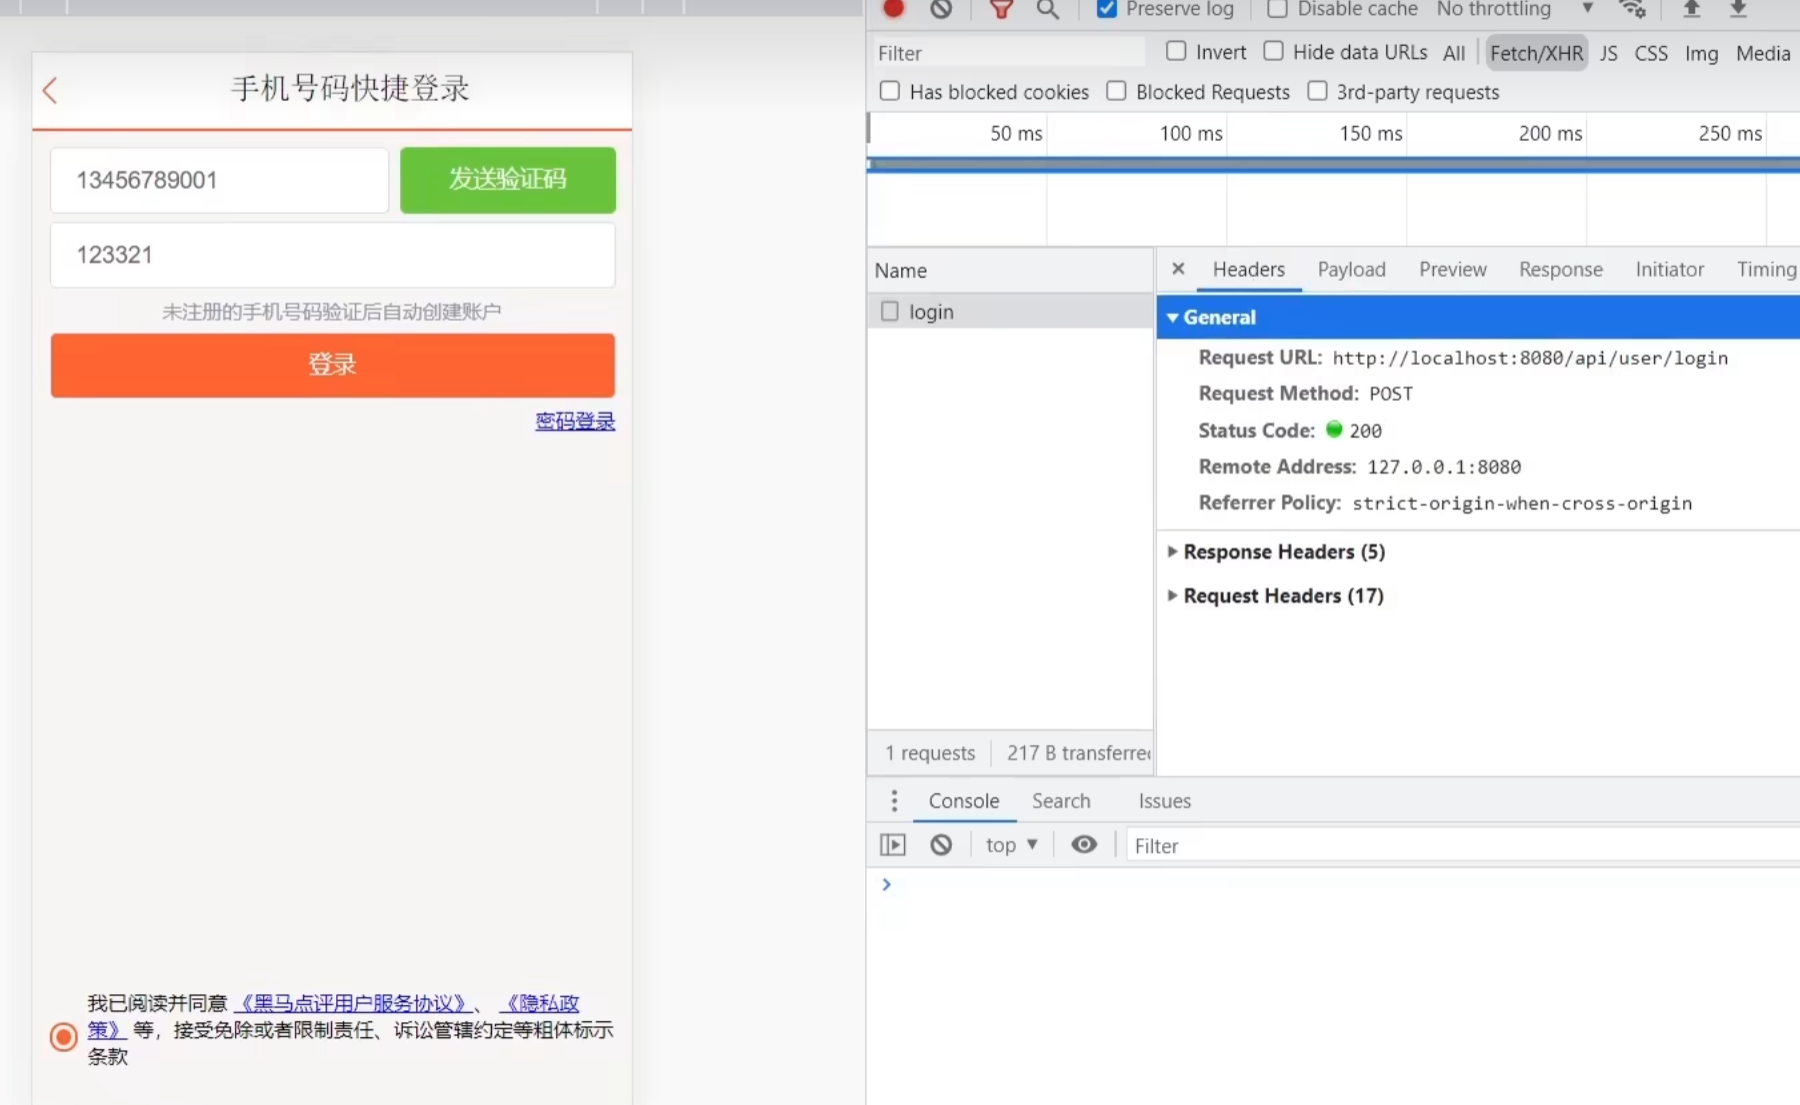 手机号码快捷登录
13456789001
发送验证码
123321
未注册的手机号码验证后自动创建账户
登录
密码登录
我已阅读并同意《黑马点评用户服务协议》、《隐私政
策》等，接受免除或者限制责任、诉讼管辖约定等粗体标示
条款
Preserve log
Disable cache
No throttling
Filter
Invert
Hide data URLs
All
Fetch/XHR
JS
CSS
Img
Media
Has blocked cookies
Blocked Requests
3rd-party requests
50 ms
100 ms
150 ms
200 ms
250 ms
Name
login
1 requests
217 B transferred
Headers
Payload
Preview
Response
Initiator
Timing
General
Request URL: http://localhost:8080/api/user/login
Request Method: POST
Status Code: 200
Remote Address: 127.0.0.1:8080
Referrer Policy: strict-origin-when-cross-origin
Response Headers (5)
Request Headers (17)
Console
Search
Issues
top
Filter